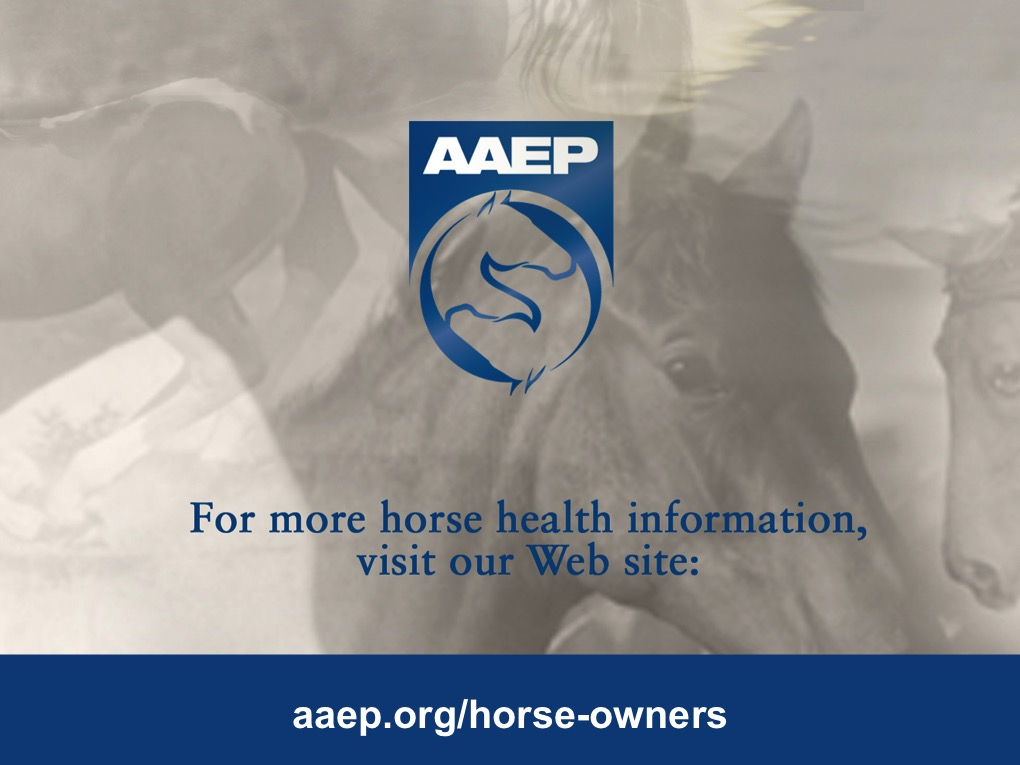 AAEP
For more horse health information,
visit our Web site:
aaep.org/horse-owners